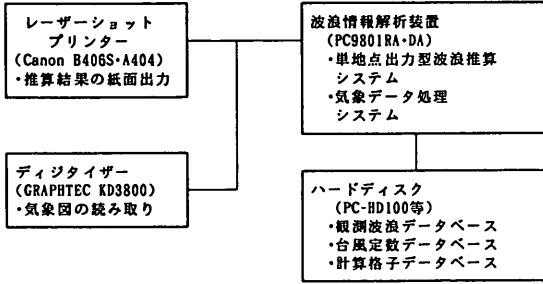 レーザーショット
プリンター
(Canon B406S・A404)
・推算結果の紙面出力
波浪情報解析装置
(PC9801RA・DA)
・単地点出力型波浪推算
システム
・気象データ処理
システム
ディジタイザー
(GRAPHTEC KD3800)
・気象図の読み取り
ハードディスク
(PC-HD100等)
・観測波浪データベース
・台風定数データベース
・計算格子データベース